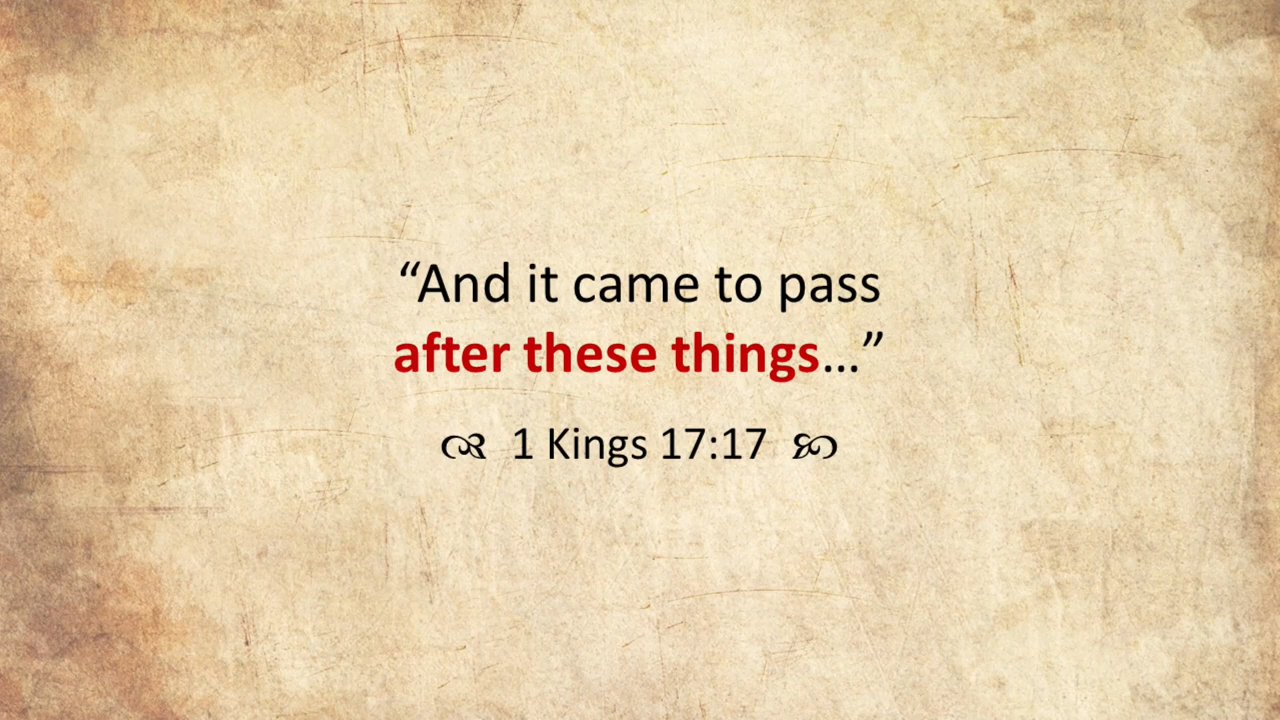 “And it came to pass
after these things...”
1 Kings 17:17